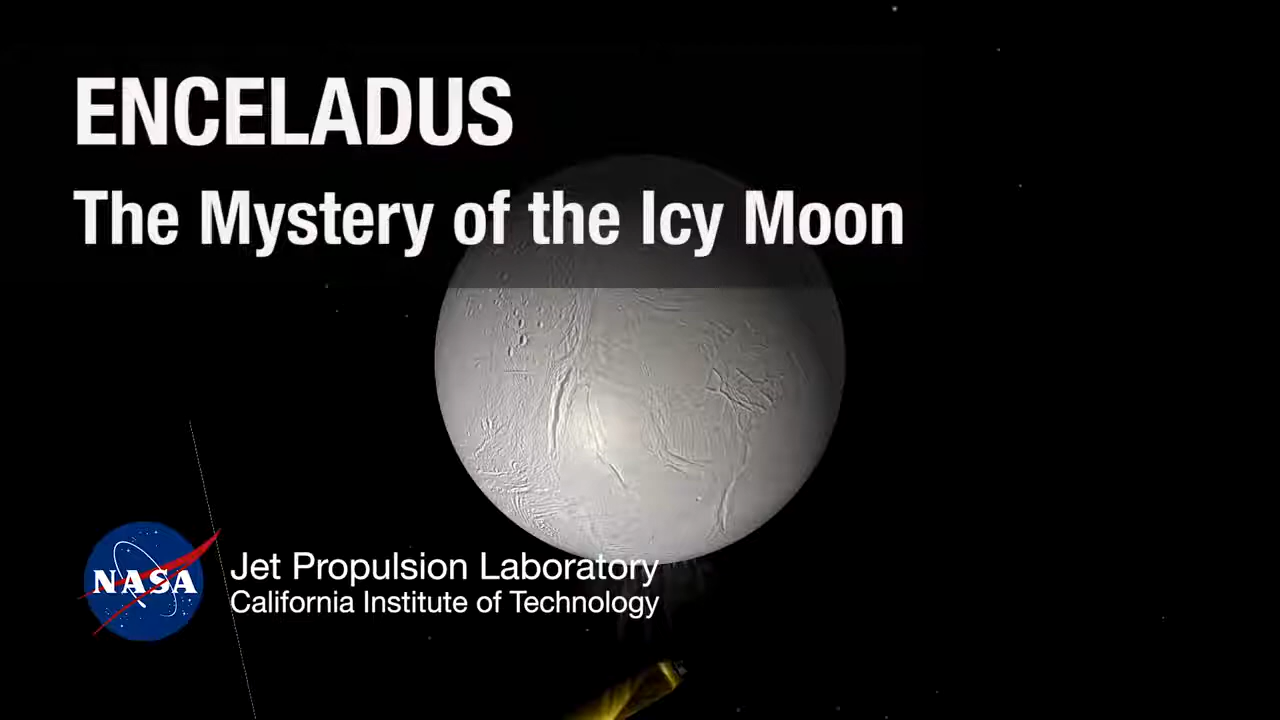 ENCELADUS
The Mystery of the Icy Moon
NASA
Jet Propulsion Laboratory
California Institute of Technology